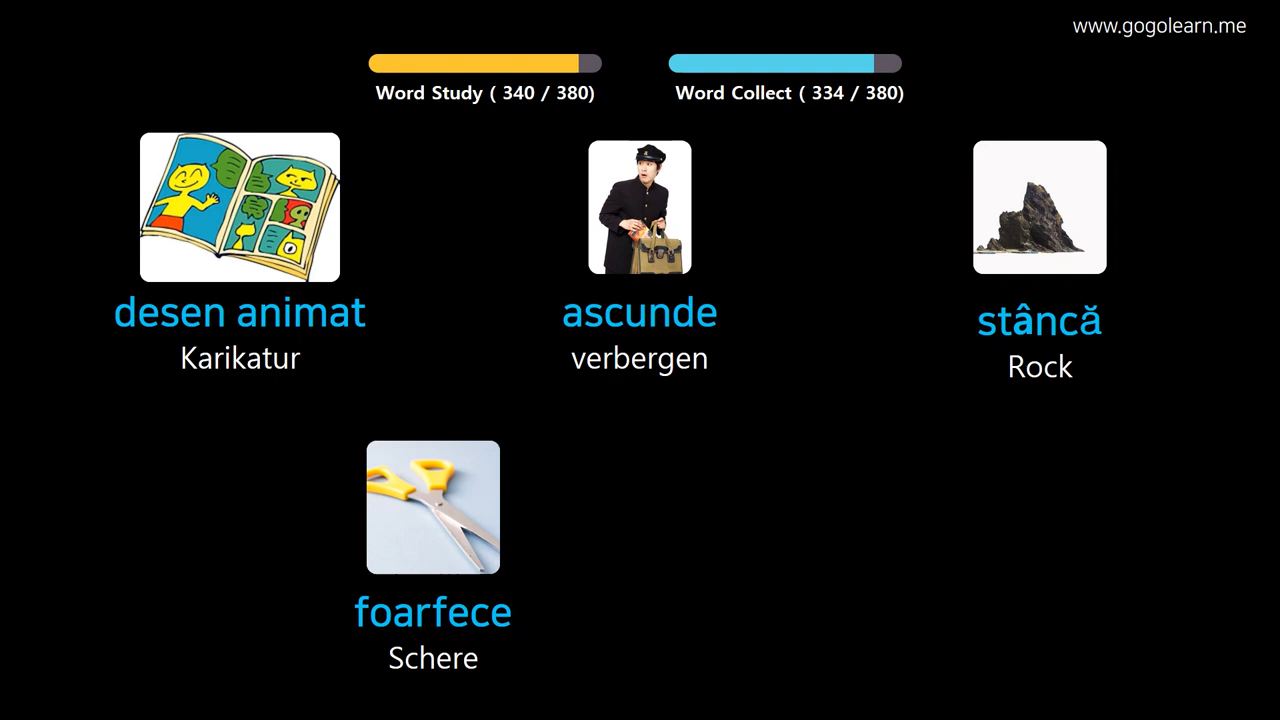 www.gogolearn.me
Word Study ( 340 / 380)
Word Collect ( 334 / 380)
desen animat
Karikatur
ascunde
verbergen
stâncă
Rock
foarfece
Schere